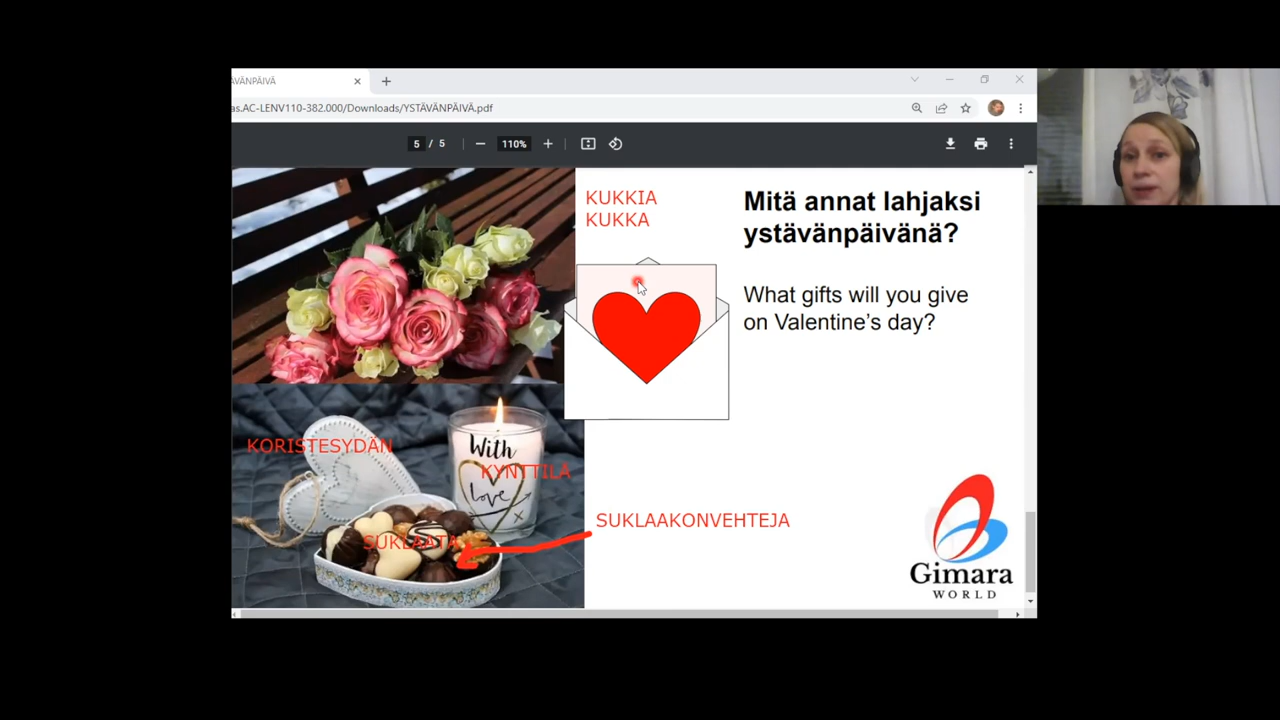 ÄVÄNPÄIVÄ
as.AC-LENV110-382.000/Downloads/YSTÄVÄNPÄIVÄ.pdf
5 / 5
110%
KUKKIA
KUKKA
Mitä annat lahjaksi
ystävänpäivänä?
What gifts will you give
on Valentine's day?
KORISTESYDÄN
With
KYNTTILÄ
love
SUKLAATA
SUKLAAKONVEHTEJA
Gimara
WORLD